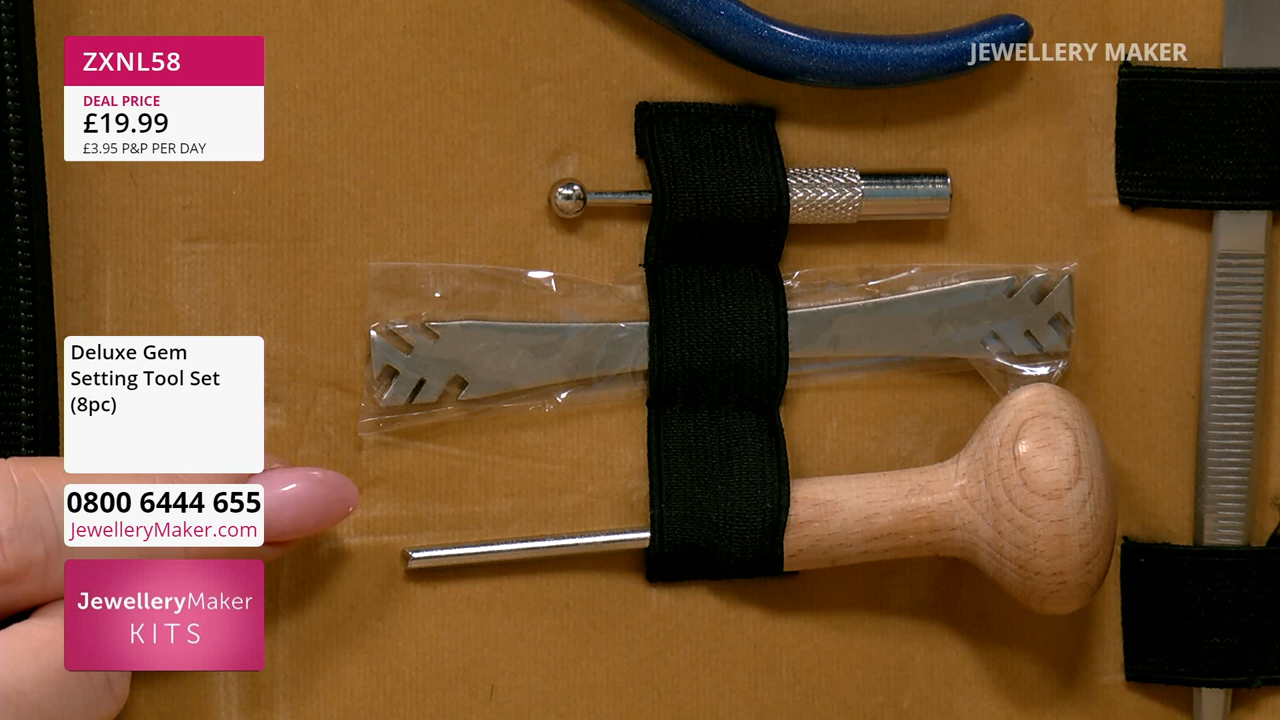 ZXNL58
DEAL PRICE
£19.99
£3.95 P&P PER DAY
JEWELLERY MAKER
Deluxe Gem
Setting Tool Set
(8pc)
0800 6444 655
JewelleryMaker.com
JewelleryMaker
KITS